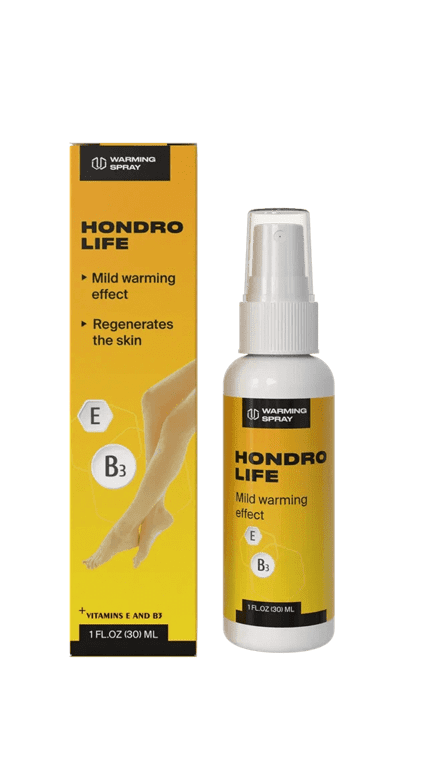 WARMING
SPRAY
HONDRO
LIFE
Mild warming
effect
Regenerates
the skin
E
B3
+VITAMINS E AND B3
1 FL.OZ (30) ML
WARMING
SPRAY
HONDRO
LIFE
Mild warming
effect
E
B3
1 FL.OZ (30) ML